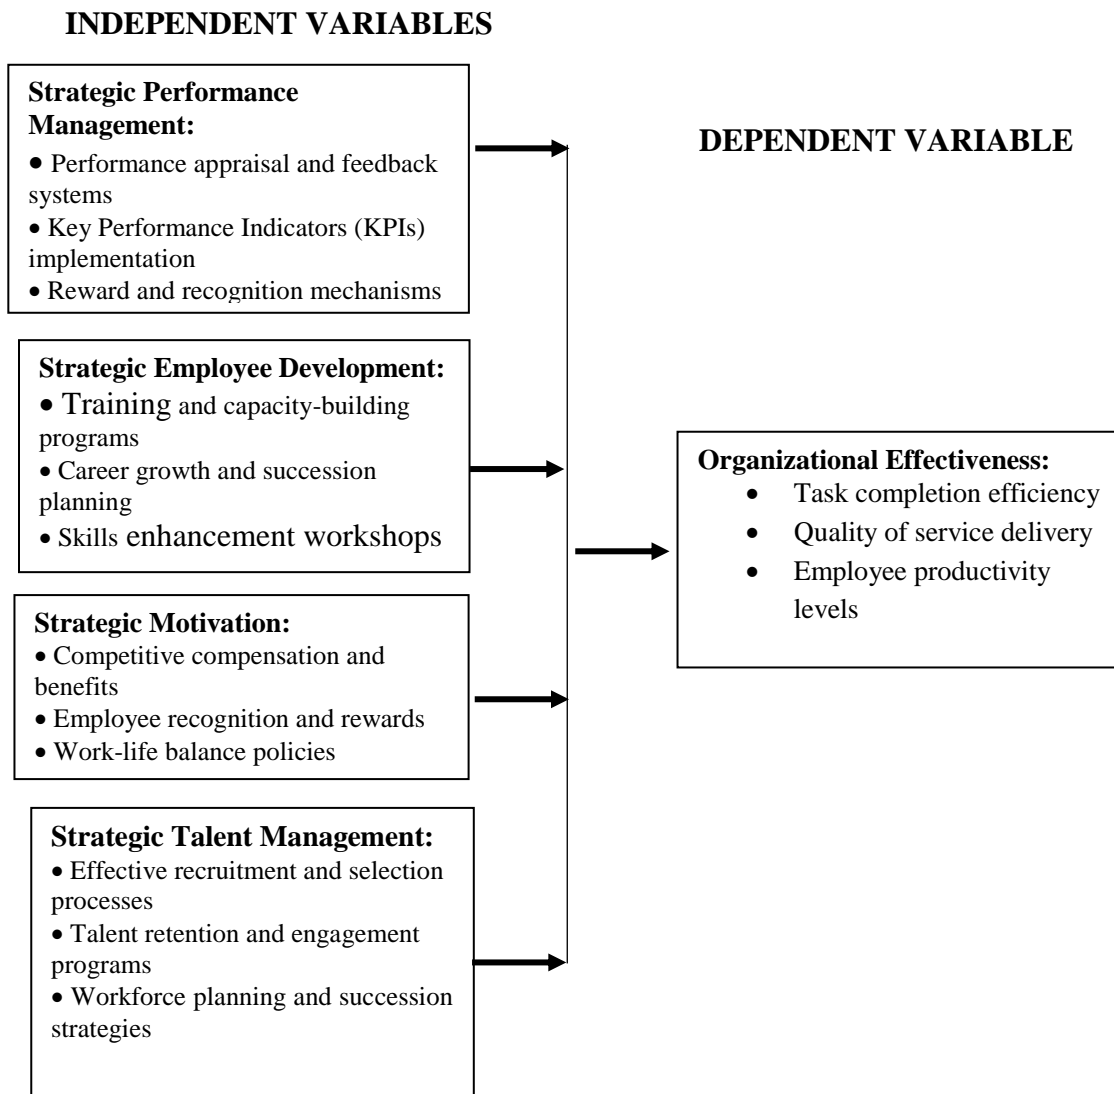 INDEPENDENT VARIABLES
Strategic Performance
Management:
• Performance appraisal and feedback
systems
• Key Performance Indicators (KPIs)
implementation
• Reward and recognition mechanisms
Strategic Employee Development:
• Training and capacity-building
programs
• Career growth and succession
planning
• Skills enhancement workshops
Strategic Motivation:
• Competitive compensation and
benefits
• Employee recognition and rewards
• Work-life balance policies
Strategic Talent Management:
• Effective recruitment and selection
processes
• Talent retention and engagement
programs
• Workforce planning and succession
strategies
DEPENDENT VARIABLE
Organizational Effectiveness:
• Task completion efficiency
• Quality of service delivery
• Employee productivity
levels